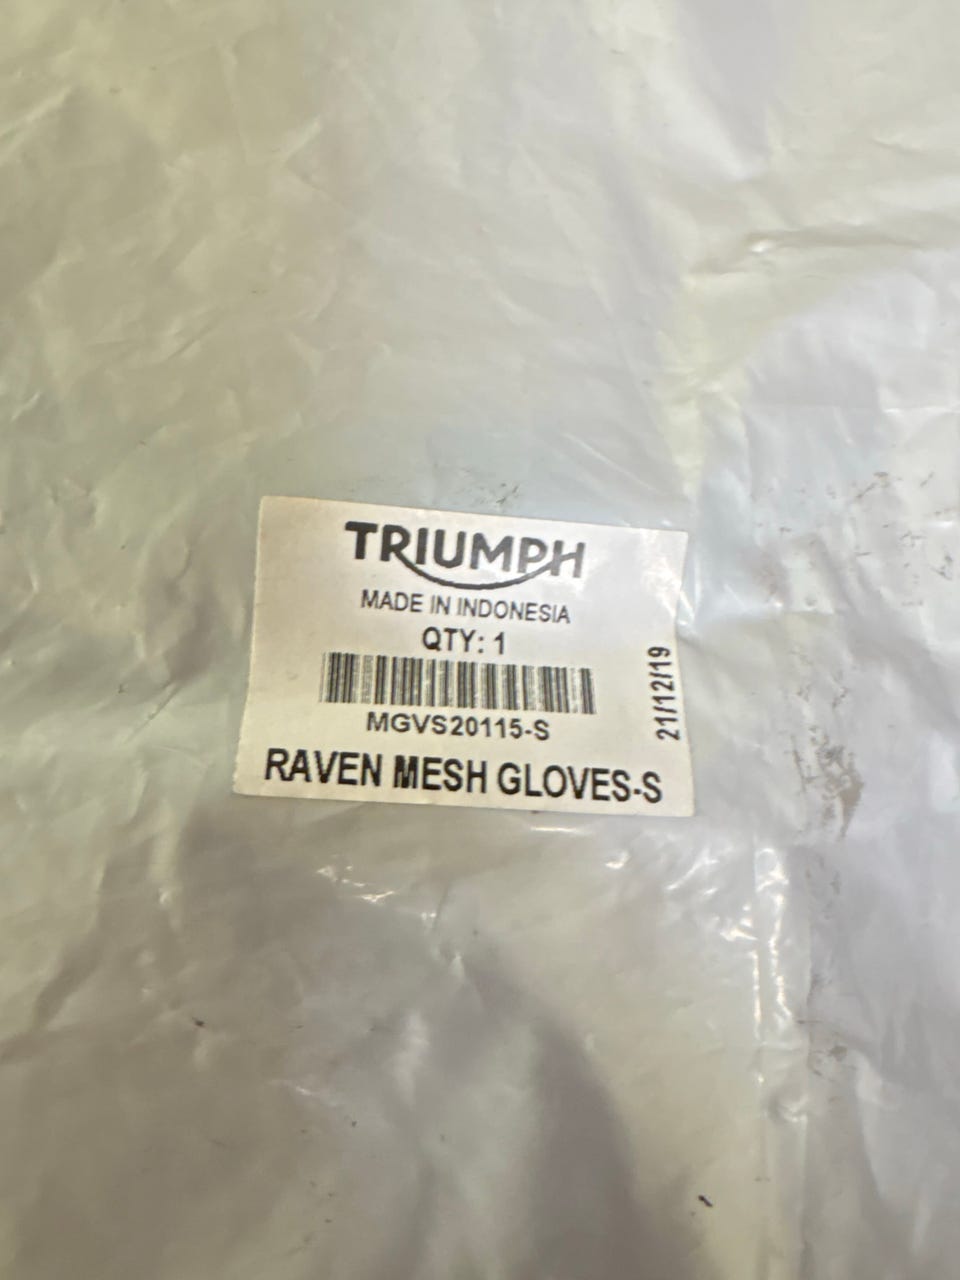 TRIUMPH
MADE IN INDONESIA
QTY: 1
MGVS20115-S
RAVEN MESH GLOVES-S
21/12/19